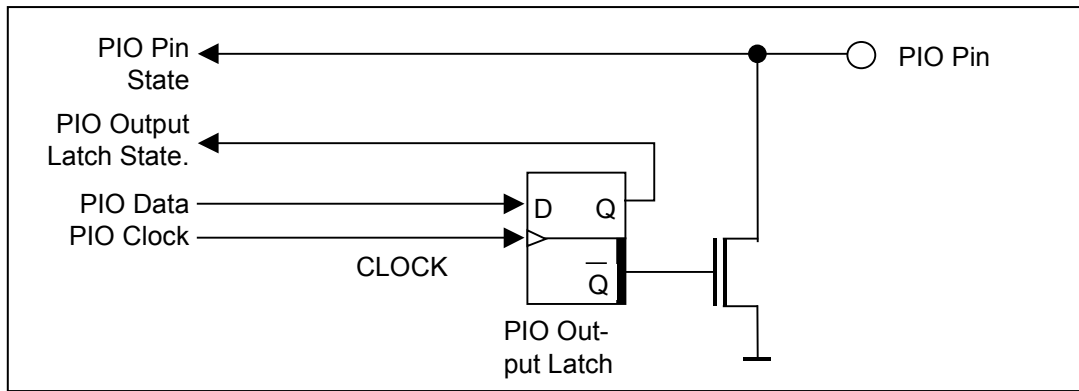 PIO Pin
State
PIO Pin
PIO Output
Latch State.
PIO Data
PIO Clock
CLOCK
D
Q
Q̅
PIO Out-
put Latch